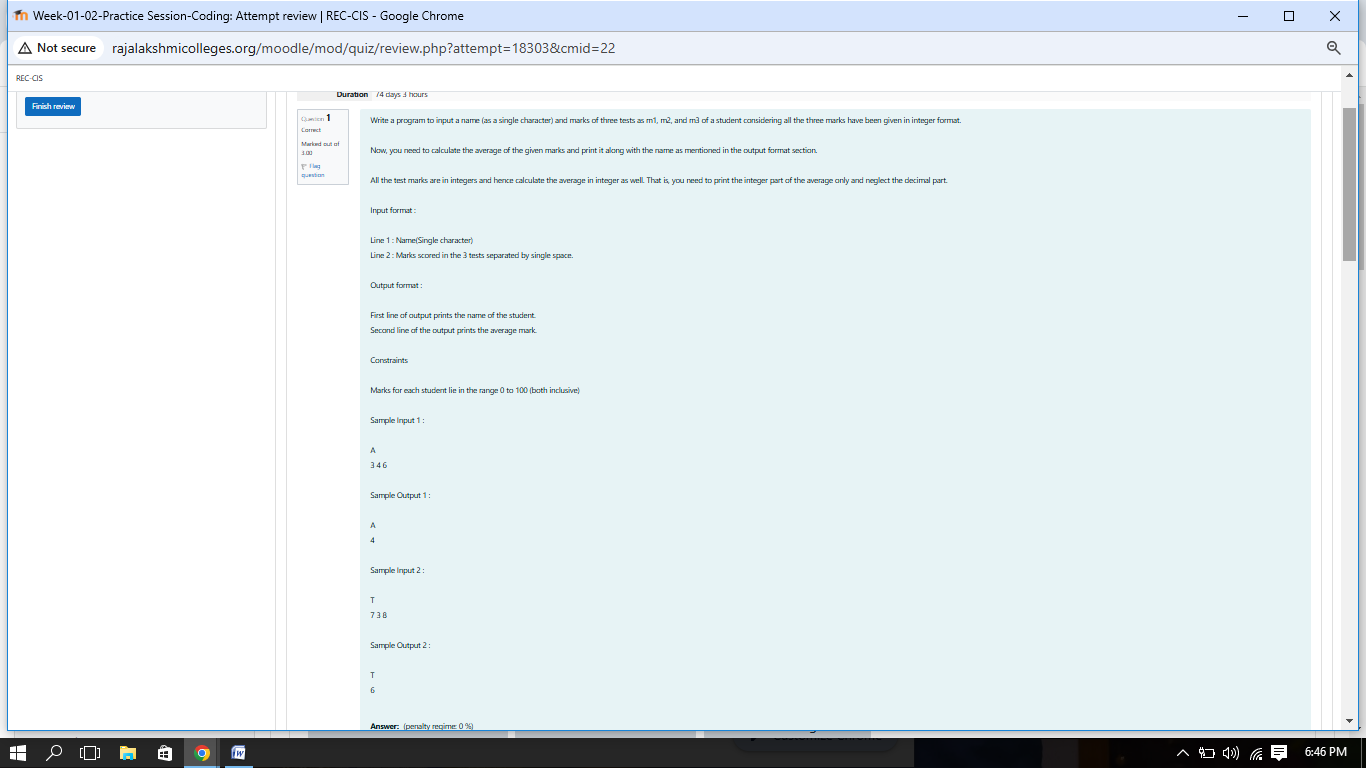 Week-01-02-Practice Session-Coding: Attempt review | REC-CIS - Google Chrome
Not secure
rajalakshmicolleges.org/moodle/mod/quiz/review.php?attempt=18303&cmid=22
REC-CIS
Finish review
Duration 74 days 3 hours
Question 1
Correct
Marked out of
3.00
Flag
question
Write a program to input a name (as a single character) and marks of three tests as m1, m2, and m3 of a student considering all the three marks have been given in integer format.
Now, you need to calculate the average of the given marks and print it along with the name as mentioned in the output format section.
All the test marks are in integers and hence calculate the average in integer as well. That is, you need to print the integer part of the average only and neglect the decimal part.
Input format :
Line 1 : Name(Single character)
Line 2 : Marks scored in the 3 tests separated by single space.
Output format :
First line of output prints the name of the student.
Second line of the output prints the average mark.
Constraints
Marks for each student lie in the range 0 to 100 (both inclusive)
Sample Input 1 :
A
3 4 6
Sample Output 1 :
A
4
Sample Input 2 :
T
7 3 8
Sample Output 2 :
T
6
Answer: (penalty regime: 0 %)
6:46 PM